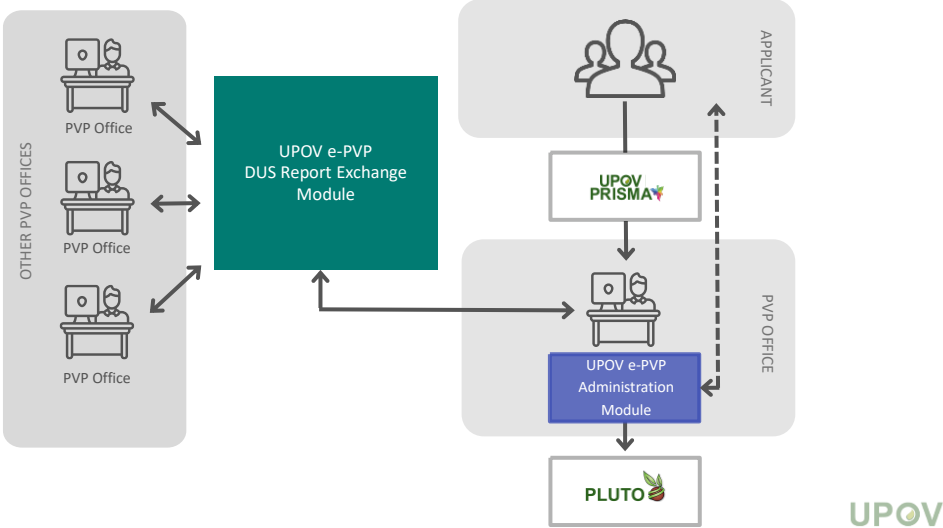 OTHER PVP OFFICES
PVP Office
PVP Office
PVP Office
UPOV e-PVP
DUS Report Exchange
Module
APPLICANT
UPOV
PRISMA
PVP OFFICE
UPOV e-PVP
Administration
Module
PLUTO
UPOV